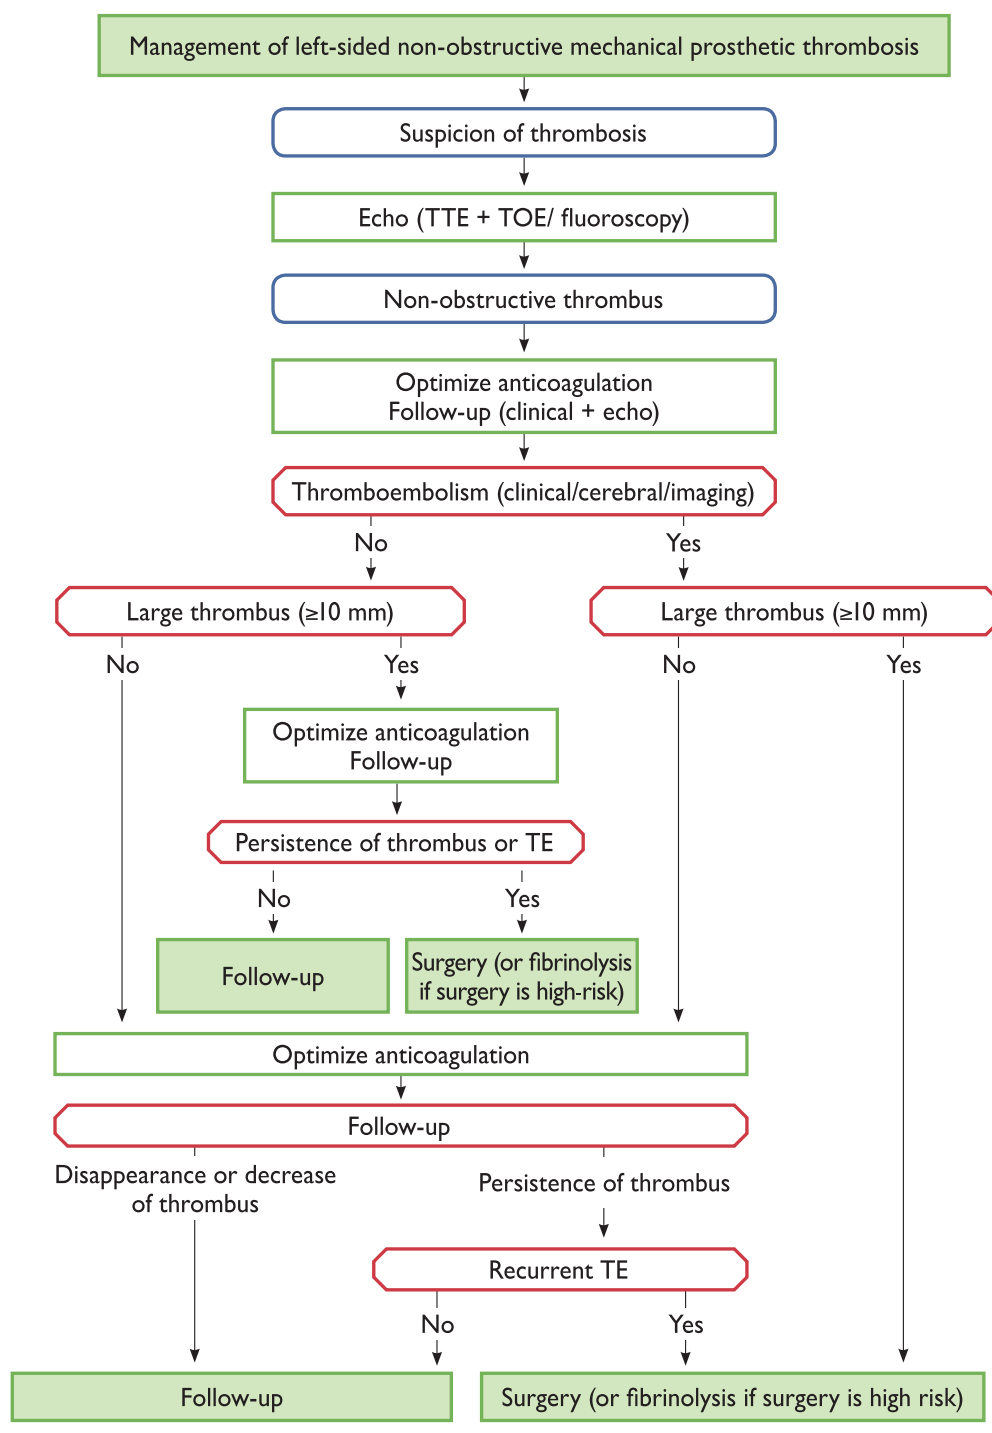 Management of left-sided non-obstructive mechanical prosthetic thrombosis
Suspicion of thrombosis
Echo (TTE + TOE/ fluoroscopy)
Non-obstructive thrombus
Optimize anticoagulation
Follow-up (clinical + echo)
Thromboembolism (clinical/cerebral/imaging)
No
Yes
Large thrombus (≥10 mm)
Large thrombus (≥10 mm)
No
Yes
No
Yes
Optimize anticoagulation
Follow-up
Persistence of thrombus or TE
No
Yes
Follow-up
Surgery (or fibrinolysis
if surgery is high-risk)
Optimize anticoagulation
Follow-up
Disappearance or decrease
of thrombus
Persistence of thrombus
Recurrent TE
No
Yes
Follow-up
Surgery (or fibrinolysis if surgery is high risk)